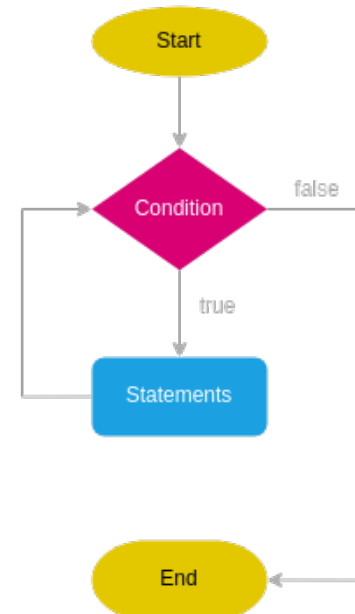 Start
Condition
false
true
Statements
End